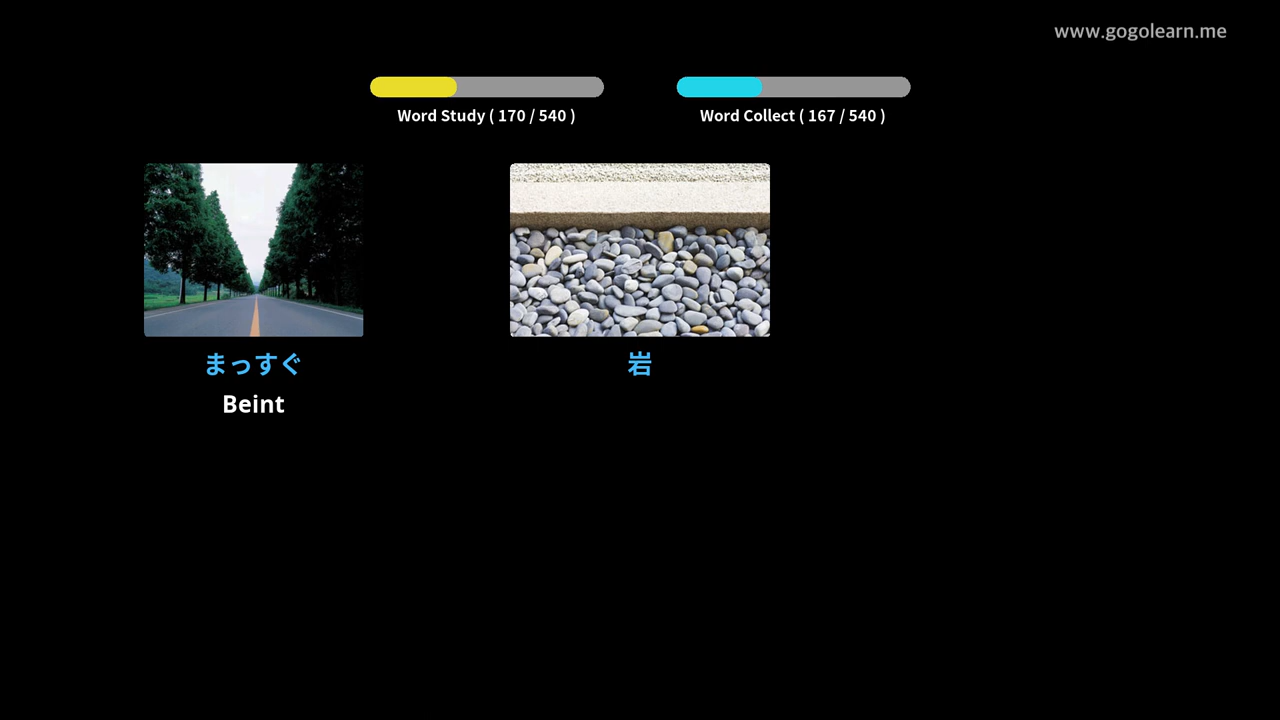 www.gogolearn.me
Word Study ( 170 / 540 )
Word Collect ( 167 / 540 )
まっすぐ
Beint
岩